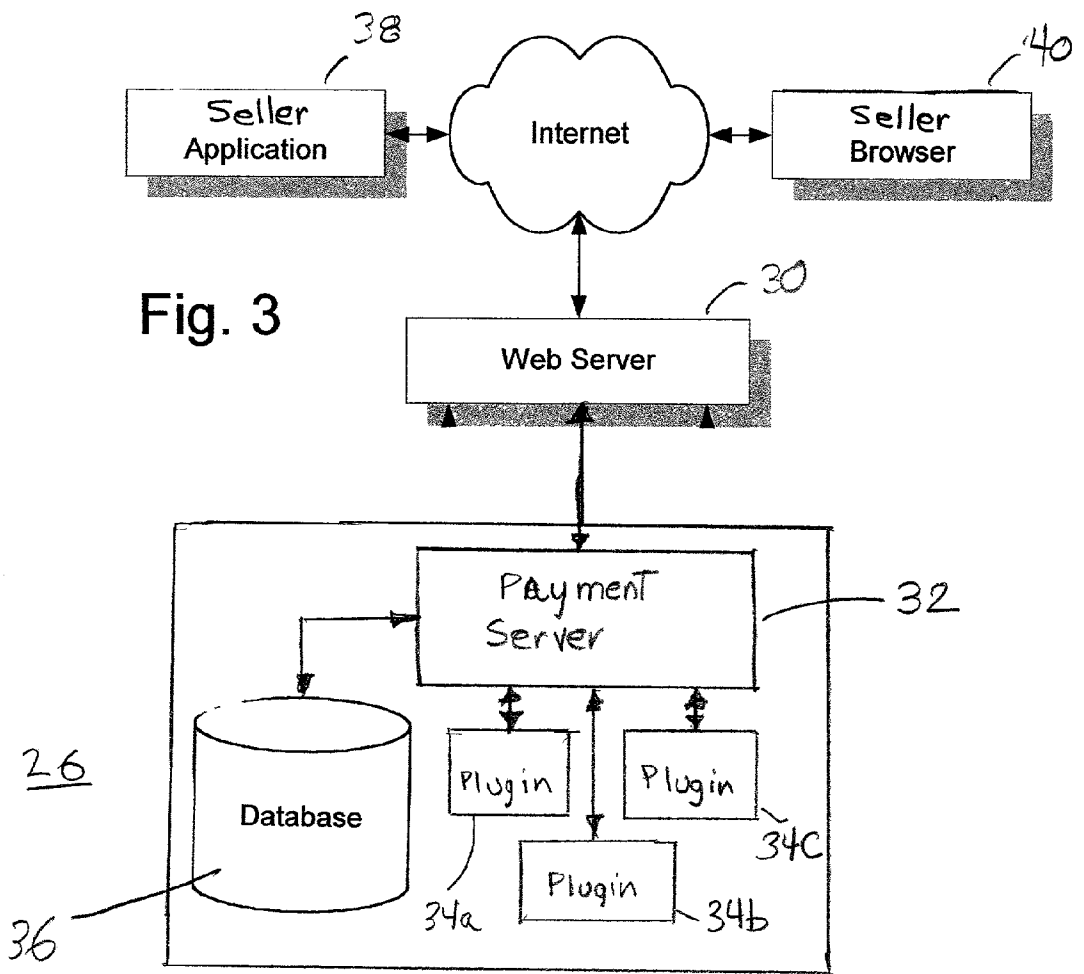 38
40
Seller
Application
Internet
Seller
Browser
30
Fig. 3
Web Server
Payment
Server
32
26
Database
Plugin
Plugin
34c
34a
Plugin
34b
36